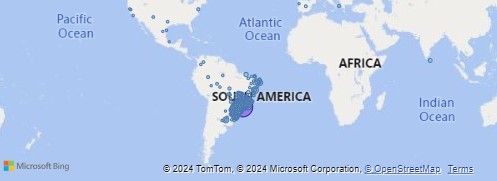 Pacific
Ocean
Atlantic
Ocean
AFRICA
SOUTH AMERICA
Indian
Ocean
Microsoft Bing
© 2024 TomTom, © 2024 Microsoft Corporation, © OpenStreetMap Terms